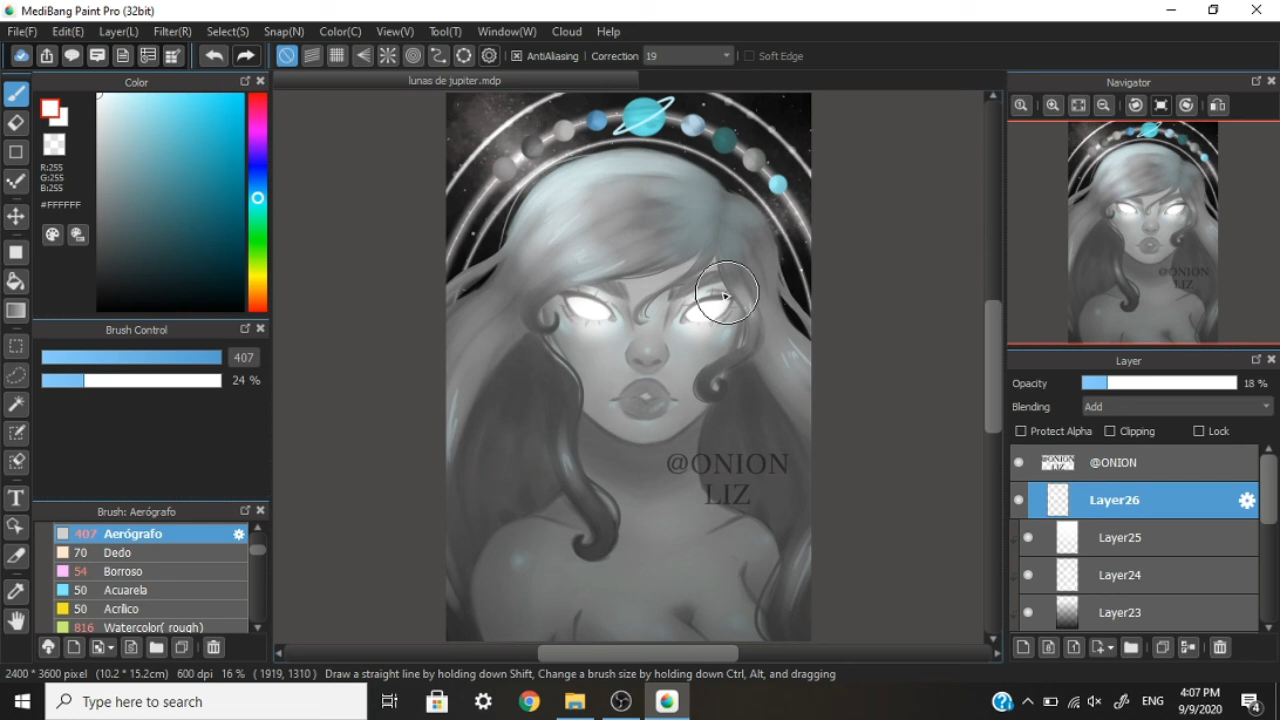 MediBang Paint Pro (32bit)
File(F) Edit(E) Layer(L) Filter(R) Select(S) Snap(N) Color(C) View(V) Tool(T) Window(W) Cloud Help
AntiAliasing Correction 19 Soft Edge
Color
lunas de jupiter.mdp
Navigator
R:255
G:255
B:255
#FFFFFF
@ONION
LIZ
@ONION
LIZ
Brush Control
407
24 %
Layer
Opacity 18 %
Blending Add
Protect Alpha Clipping Lock
@ONION
Layer26
Layer25
Layer24
Layer23
Brush: Aerógrafo
407 Aerógrafo
70 Dedo
54 Borroso
50 Acuarela
50 Acrílico
816 Watercolor( rough)
2400 * 3600 pixel (10.2 * 15.2cm) 600 dpi 16 % ( 1919, 1310 ) Draw a straight line by holding down Shift, Change a brush size by holding down Ctrl, Alt, and dragging
Type here to search
ENG
4:07 PM
9/9/2020
4